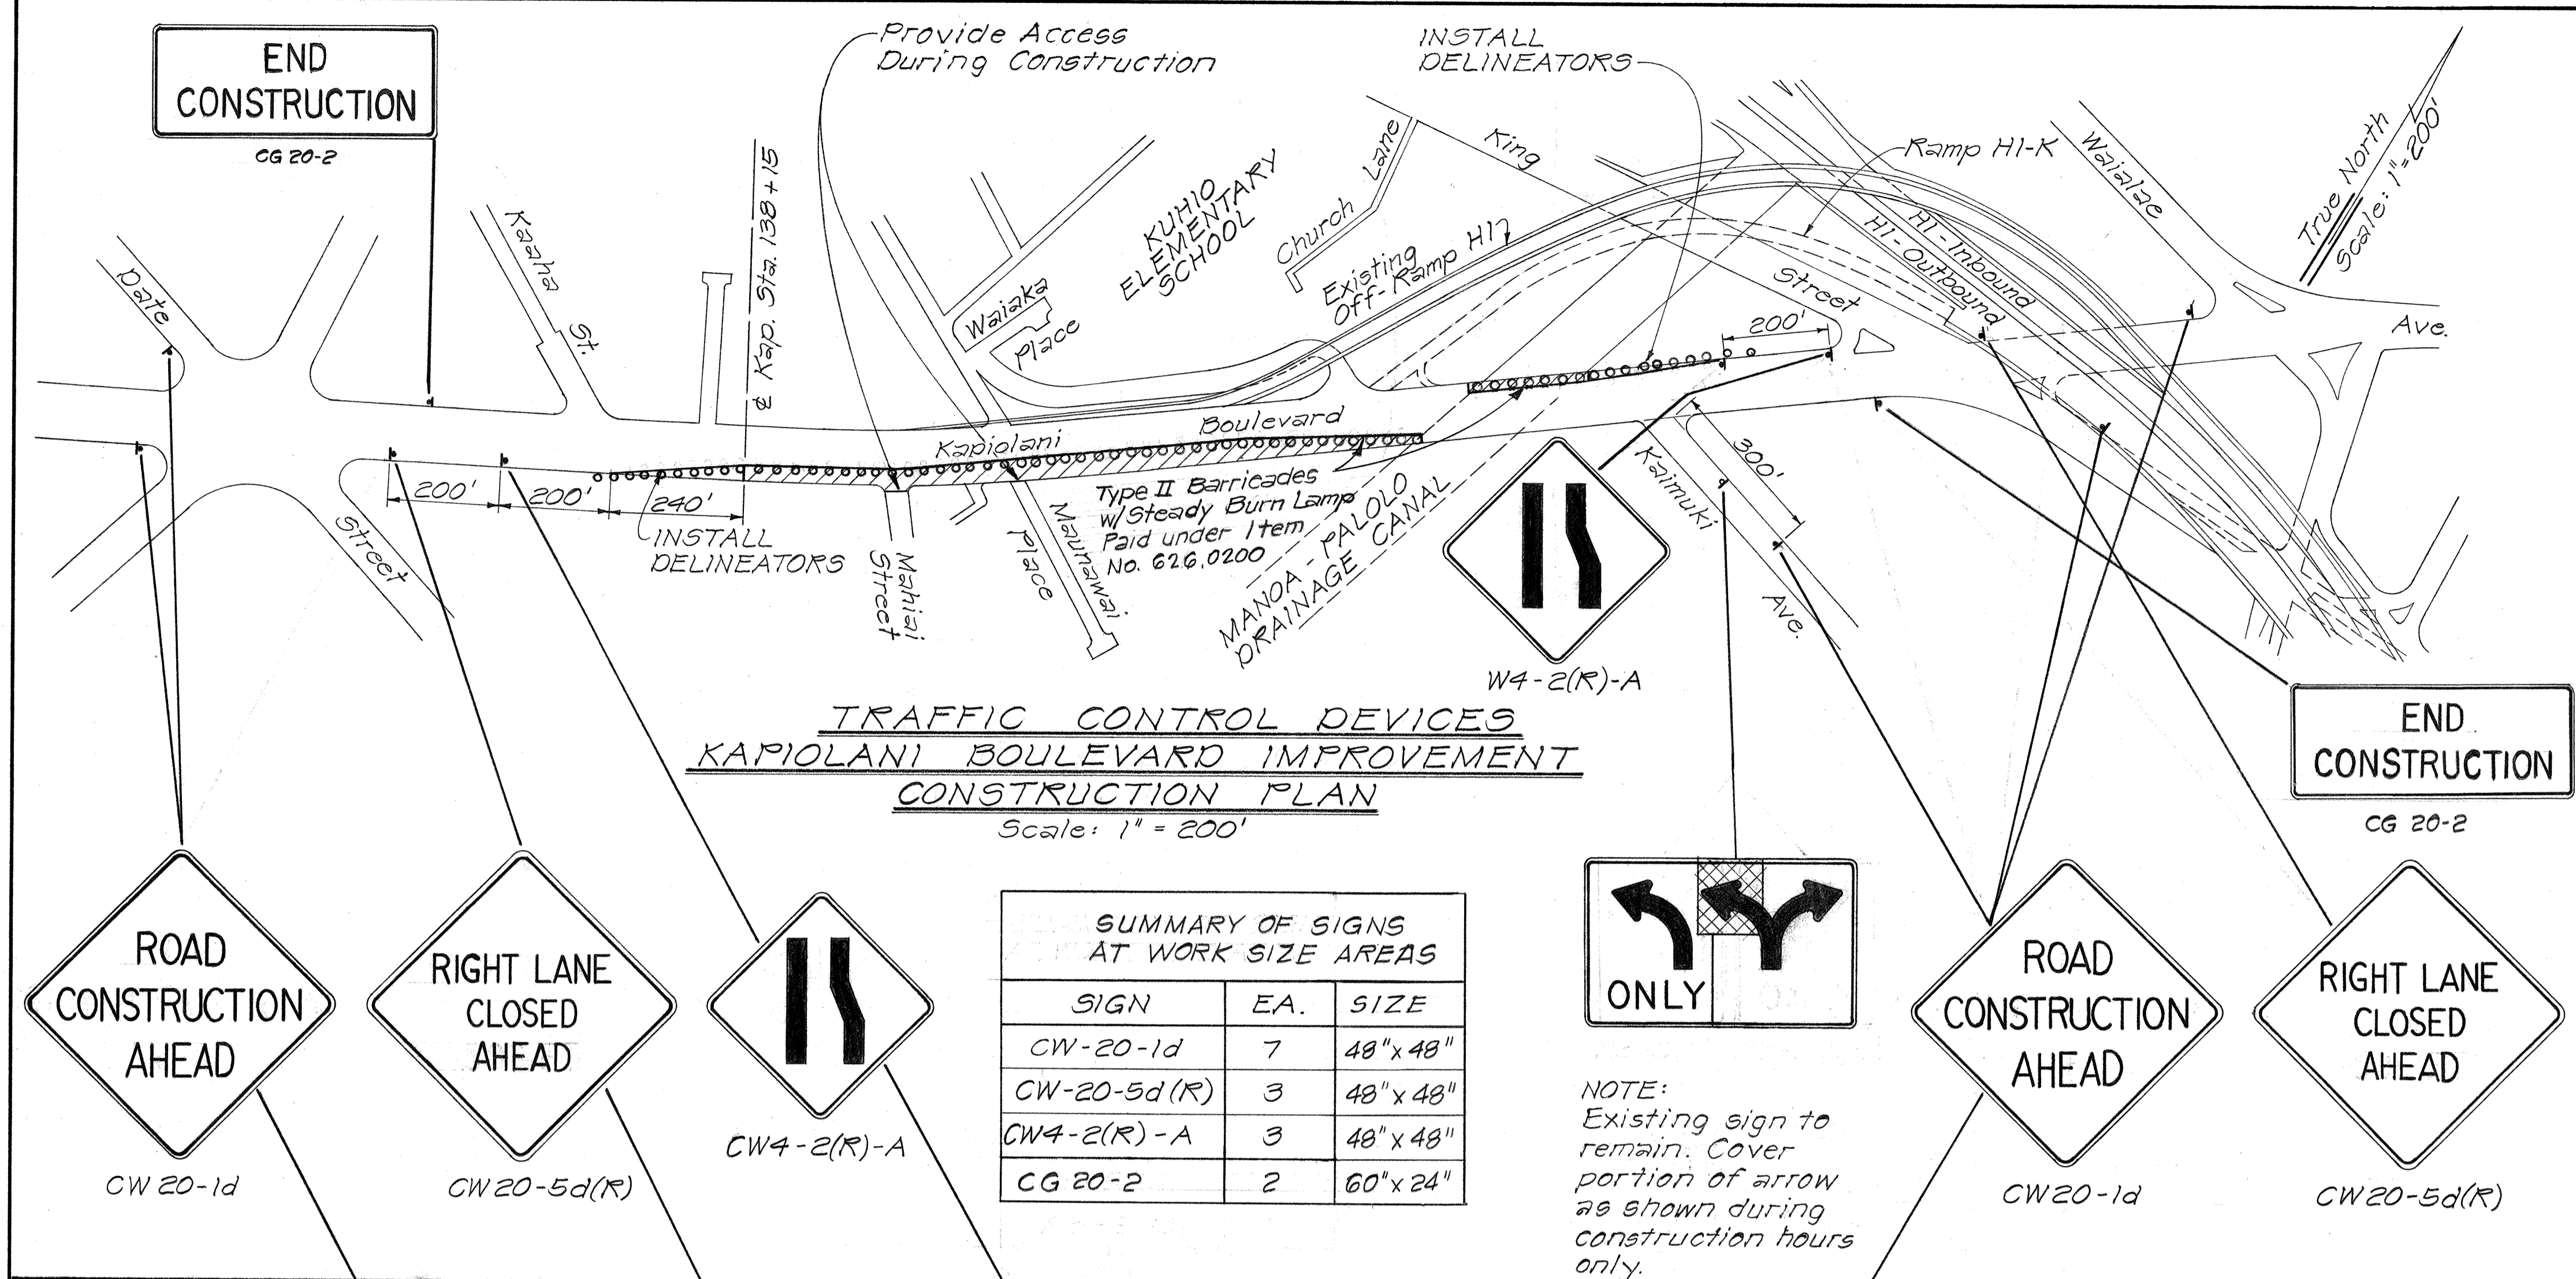 END
CONSTRUCTION
CG 20-2
Provide Access
During Construction
INSTALL
DELINEATORS
True North
Scale: 1"=200'
Date
Street
Kaaha
St.
⅊ Kap. Sta. 138+15
Waiaka
Place
KUHIO
ELEMENTARY
SCHOOL
Church Lane
King
Street
Existing
Off-Ramp H1
Ramp H1-K
H1-Inbound
H1-Outbound
Waialae
Ave.
200'
Kapiolani Boulevard
200'
200'
240'
INSTALL
DELINEATORS
Mahiai
Street
Maunawai
Place
Type II Barricades
w/Steady Burn Lamp
Paid under Item
No. 626.0200
MANOA - PALOLO
DRAINAGE CANAL
300'
Kaimuki
Ave.
W4-2(R)-A
TRAFFIC CONTROL DEVICES
KAPIOLANI BOULEVARD IMPROVEMENT
CONSTRUCTION PLAN
Scale: 1" = 200'
END
CONSTRUCTION
CG 20-2
ROAD
CONSTRUCTION
AHEAD
CW 20-1d
RIGHT LANE
CLOSED
AHEAD
CW 20-5d(R)
CW4-2(R)-A
SUMMARY OF SIGNS
AT WORK SIZE AREAS
SIGN EA. SIZE
CW-20-1d 7 48"x48"
CW-20-5d(R) 3 48"x48"
CW4-2(R)-A 3 48"x48"
CG 20-2 2 60"x24"
ONLY
NOTE:
Existing sign to
remain. Cover
portion of arrow
as shown during
construction hours
only.
ROAD
CONSTRUCTION
AHEAD
CW 20-1d
RIGHT LANE
CLOSED
AHEAD
CW 20-5d(R)